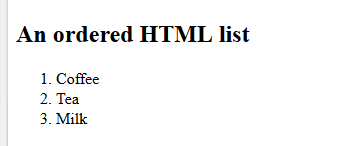 An ordered HTML list
1. Coffee
2. Tea
3. Milk